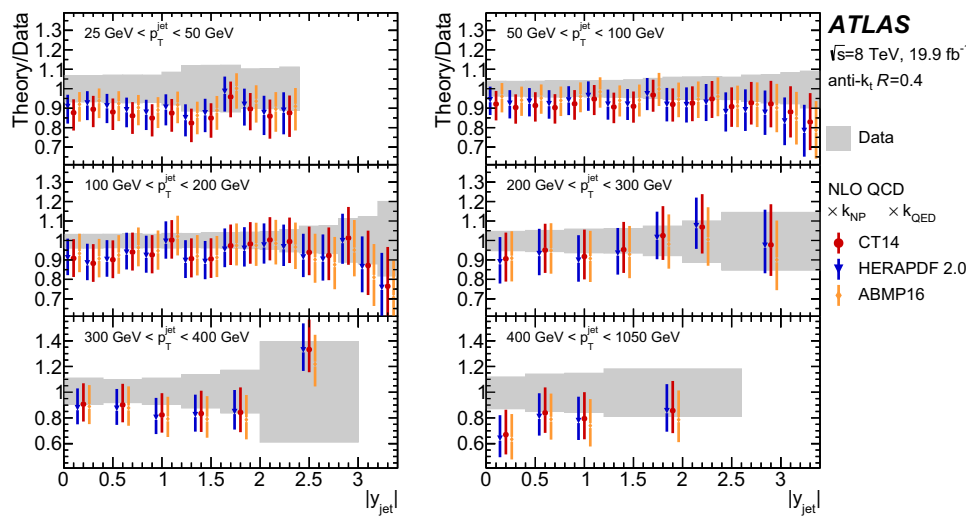 Theory/Data
25 GeV < p_T^jet < 50 GeV
1.3
1.2
1.1
1
0.9
0.8
0.7
50 GeV < p_T^jet < 100 GeV
1.3
1.2
1.1
1
0.9
0.8
0.7
100 GeV < p_T^jet < 200 GeV
1.3
1.2
1.1
1
0.9
0.8
0.7
200 GeV < p_T^jet < 300 GeV
1.3
1.2
1.1
1
0.9
0.8
0.7
300 GeV < p_T^jet < 400 GeV
1.4
1.2
1
0.8
0.6
400 GeV < p_T^jet < 1050 GeV
1.4
1.2
1
0.8
0.6
0 0.5 1 1.5 2 2.5 3
|y_jet|
Theory/Data
0 0.5 1 1.5 2 2.5 3
|y_jet|
ATLAS
√s=8 TeV, 19.9 fb⁻
anti-k_t R=0.4
Data
NLO QCD
× k_NP × k_QED
CT14
HERAPDF 2.0
ABMP16